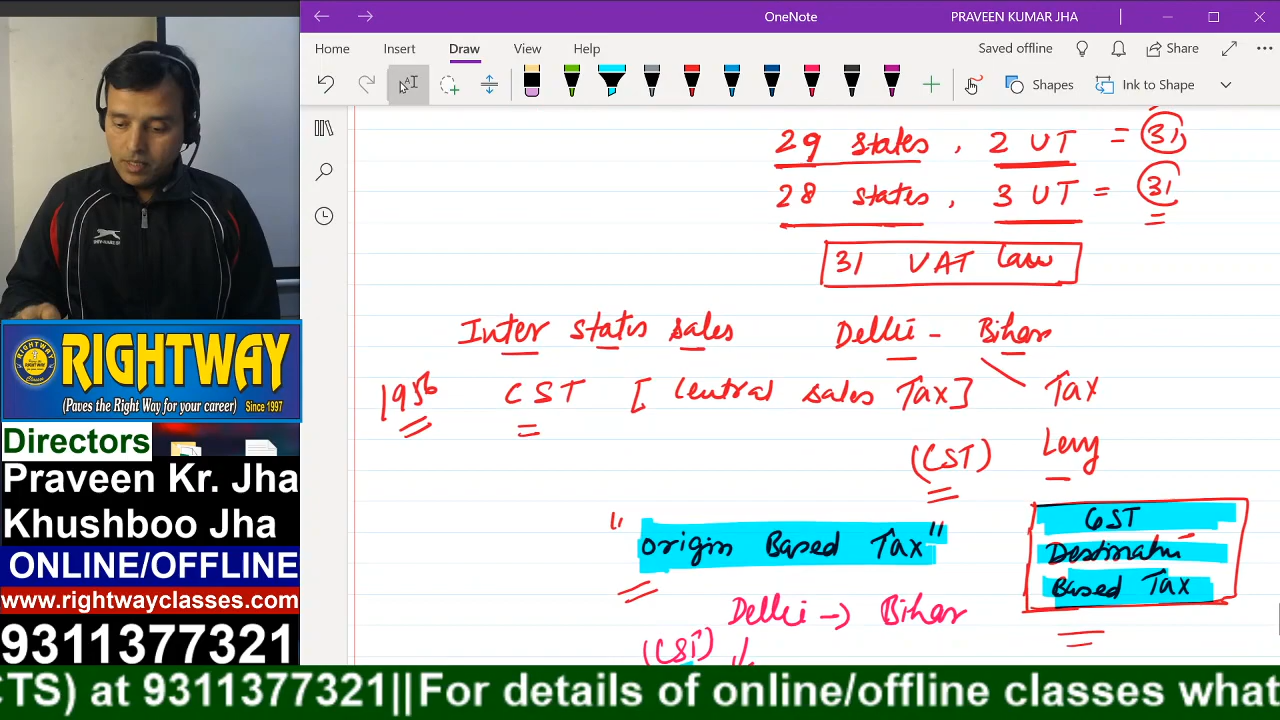 OneNote
PRAVEEN KUMAR JHA
Home Insert Draw View Help
Saved offline
Share
Shapes
Ink to Shape
29 states, 2 UT = 31
28 states, 3 UT = 31
31 VAT Law
Inter states sales Delhi - Bihar
1956 CST [Central Sales Tax] Tax
(CST) Levy
"Origin Based Tax"
GST
Destinatn
Based Tax
Delhi -> Bihar
(CST)
RIGHTWAY
(Paves the Right Way for your career) Since 1997
Directors
Praveen Kr. Jha
Khushboo Jha
ONLINE/OFFLINE
www.rightwayclasses.com
9311377321
CTS) at 9311377321||For details of online/offline classes what